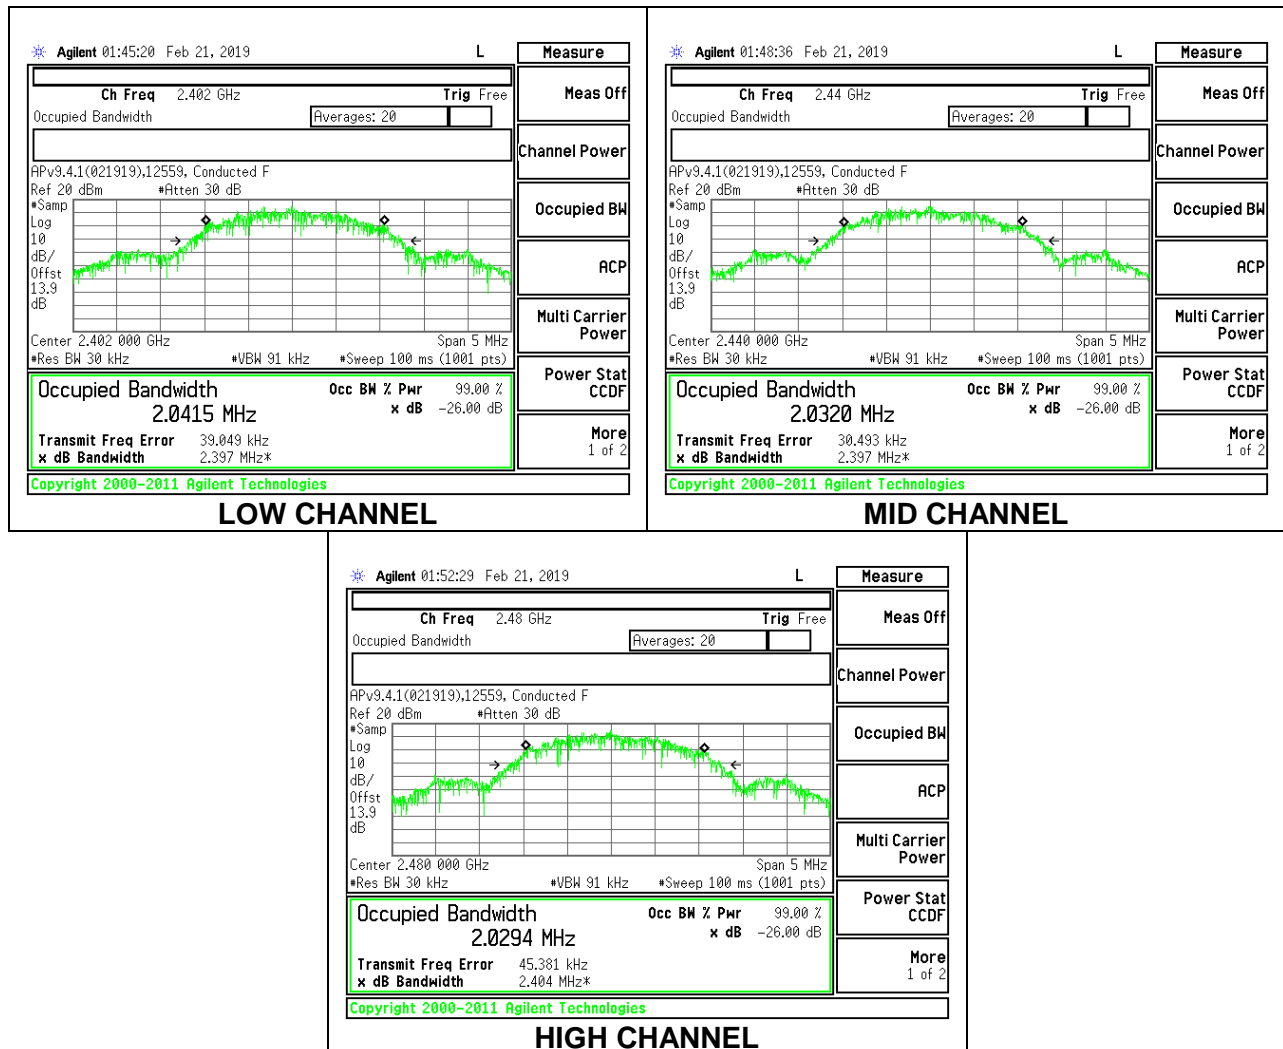 Agilent 01:45:20 Feb 21, 2019 L
Measure
Ch Freq 2.402 GHz Trig Free
Occupied Bandwidth Averages: 20
APv9.4.1(021919),12559, Conducted F
Ref 20 dBm #Atten 30 dB
#Samp
Log
10
dB/
Offst
13.9
dB
Center 2.402 000 GHz Span 5 MHz
#Res BW 30 kHz #VBW 91 kHz #Sweep 100 ms (1001 pts)
Occupied Bandwidth Occ BW % Pwr 99.00 %
2.0415 MHz x dB -26.00 dB
Transmit Freq Error 39.049 kHz
x dB Bandwidth 2.397 MHz*
Copyright 2000-2011 Agilent Technologies
Meas Off
Channel Power
Occupied BW
ACP
Multi Carrier
Power
Power Stat
CCDF
More
1 of 2
LOW CHANNEL
Agilent 01:48:36 Feb 21, 2019 L
Measure
Ch Freq 2.44 GHz Trig Free
Occupied Bandwidth Averages: 20
APv9.4.1(021919),12559, Conducted F
Ref 20 dBm #Atten 30 dB
#Samp
Log
10
dB/
Offst
13.9
dB
Center 2.440 000 GHz Span 5 MHz
#Res BW 30 kHz #VBW 91 kHz #Sweep 100 ms (1001 pts)
Occupied Bandwidth Occ BW % Pwr 99.00 %
2.0320 MHz x dB -26.00 dB
Transmit Freq Error 30.493 kHz
x dB Bandwidth 2.397 MHz*
Copyright 2000-2011 Agilent Technologies
Meas Off
Channel Power
Occupied BW
ACP
Multi Carrier
Power
Power Stat
CCDF
More
1 of 2
MID CHANNEL
Agilent 01:52:29 Feb 21, 2019 L
Measure
Ch Freq 2.48 GHz Trig Free
Occupied Bandwidth Averages: 20
APv9.4.1(021919),12559, Conducted F
Ref 20 dBm #Atten 30 dB
#Samp
Log
10
dB/
Offst
13.9
dB
Center 2.480 000 GHz Span 5 MHz
#Res BW 30 kHz #VBW 91 kHz #Sweep 100 ms (1001 pts)
Occupied Bandwidth Occ BW % Pwr 99.00 %
2.0294 MHz x dB -26.00 dB
Transmit Freq Error 45.381 kHz
x dB Bandwidth 2.404 MHz*
Copyright 2000-2011 Agilent Technologies
Meas Off
Channel Power
Occupied BW
ACP
Multi Carrier
Power
Power Stat
CCDF
More
1 of 2
HIGH CHANNEL